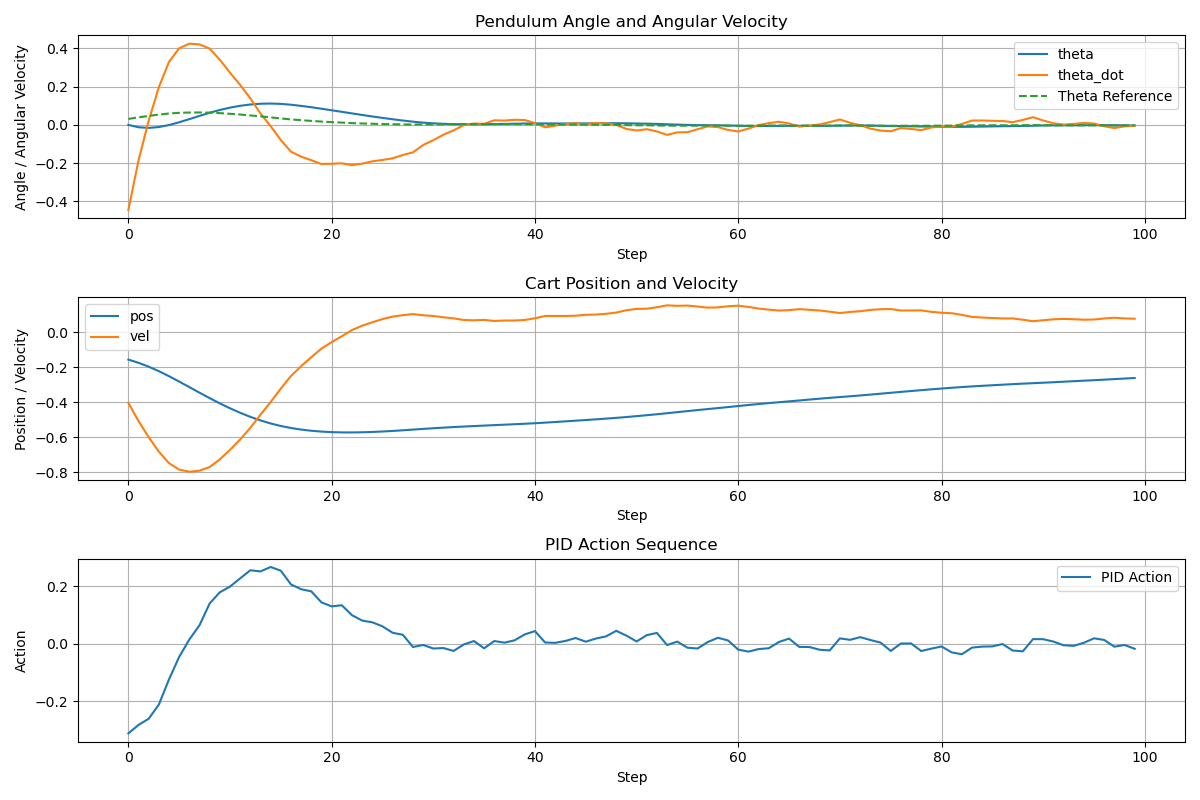 Pendulum Angle and Angular Velocity
Angle / Angular Velocity
0.4
0.2
0.0
−0.2
−0.4
theta
theta_dot
Theta Reference
0 20 40 60 80 100
Step
Cart Position and Velocity
Position / Velocity
0.0
−0.2
−0.4
−0.6
−0.8
pos
vel
0 20 40 60 80 100
Step
PID Action Sequence
Action
0.2
0.0
−0.2
PID Action
0 20 40 60 80 100
Step